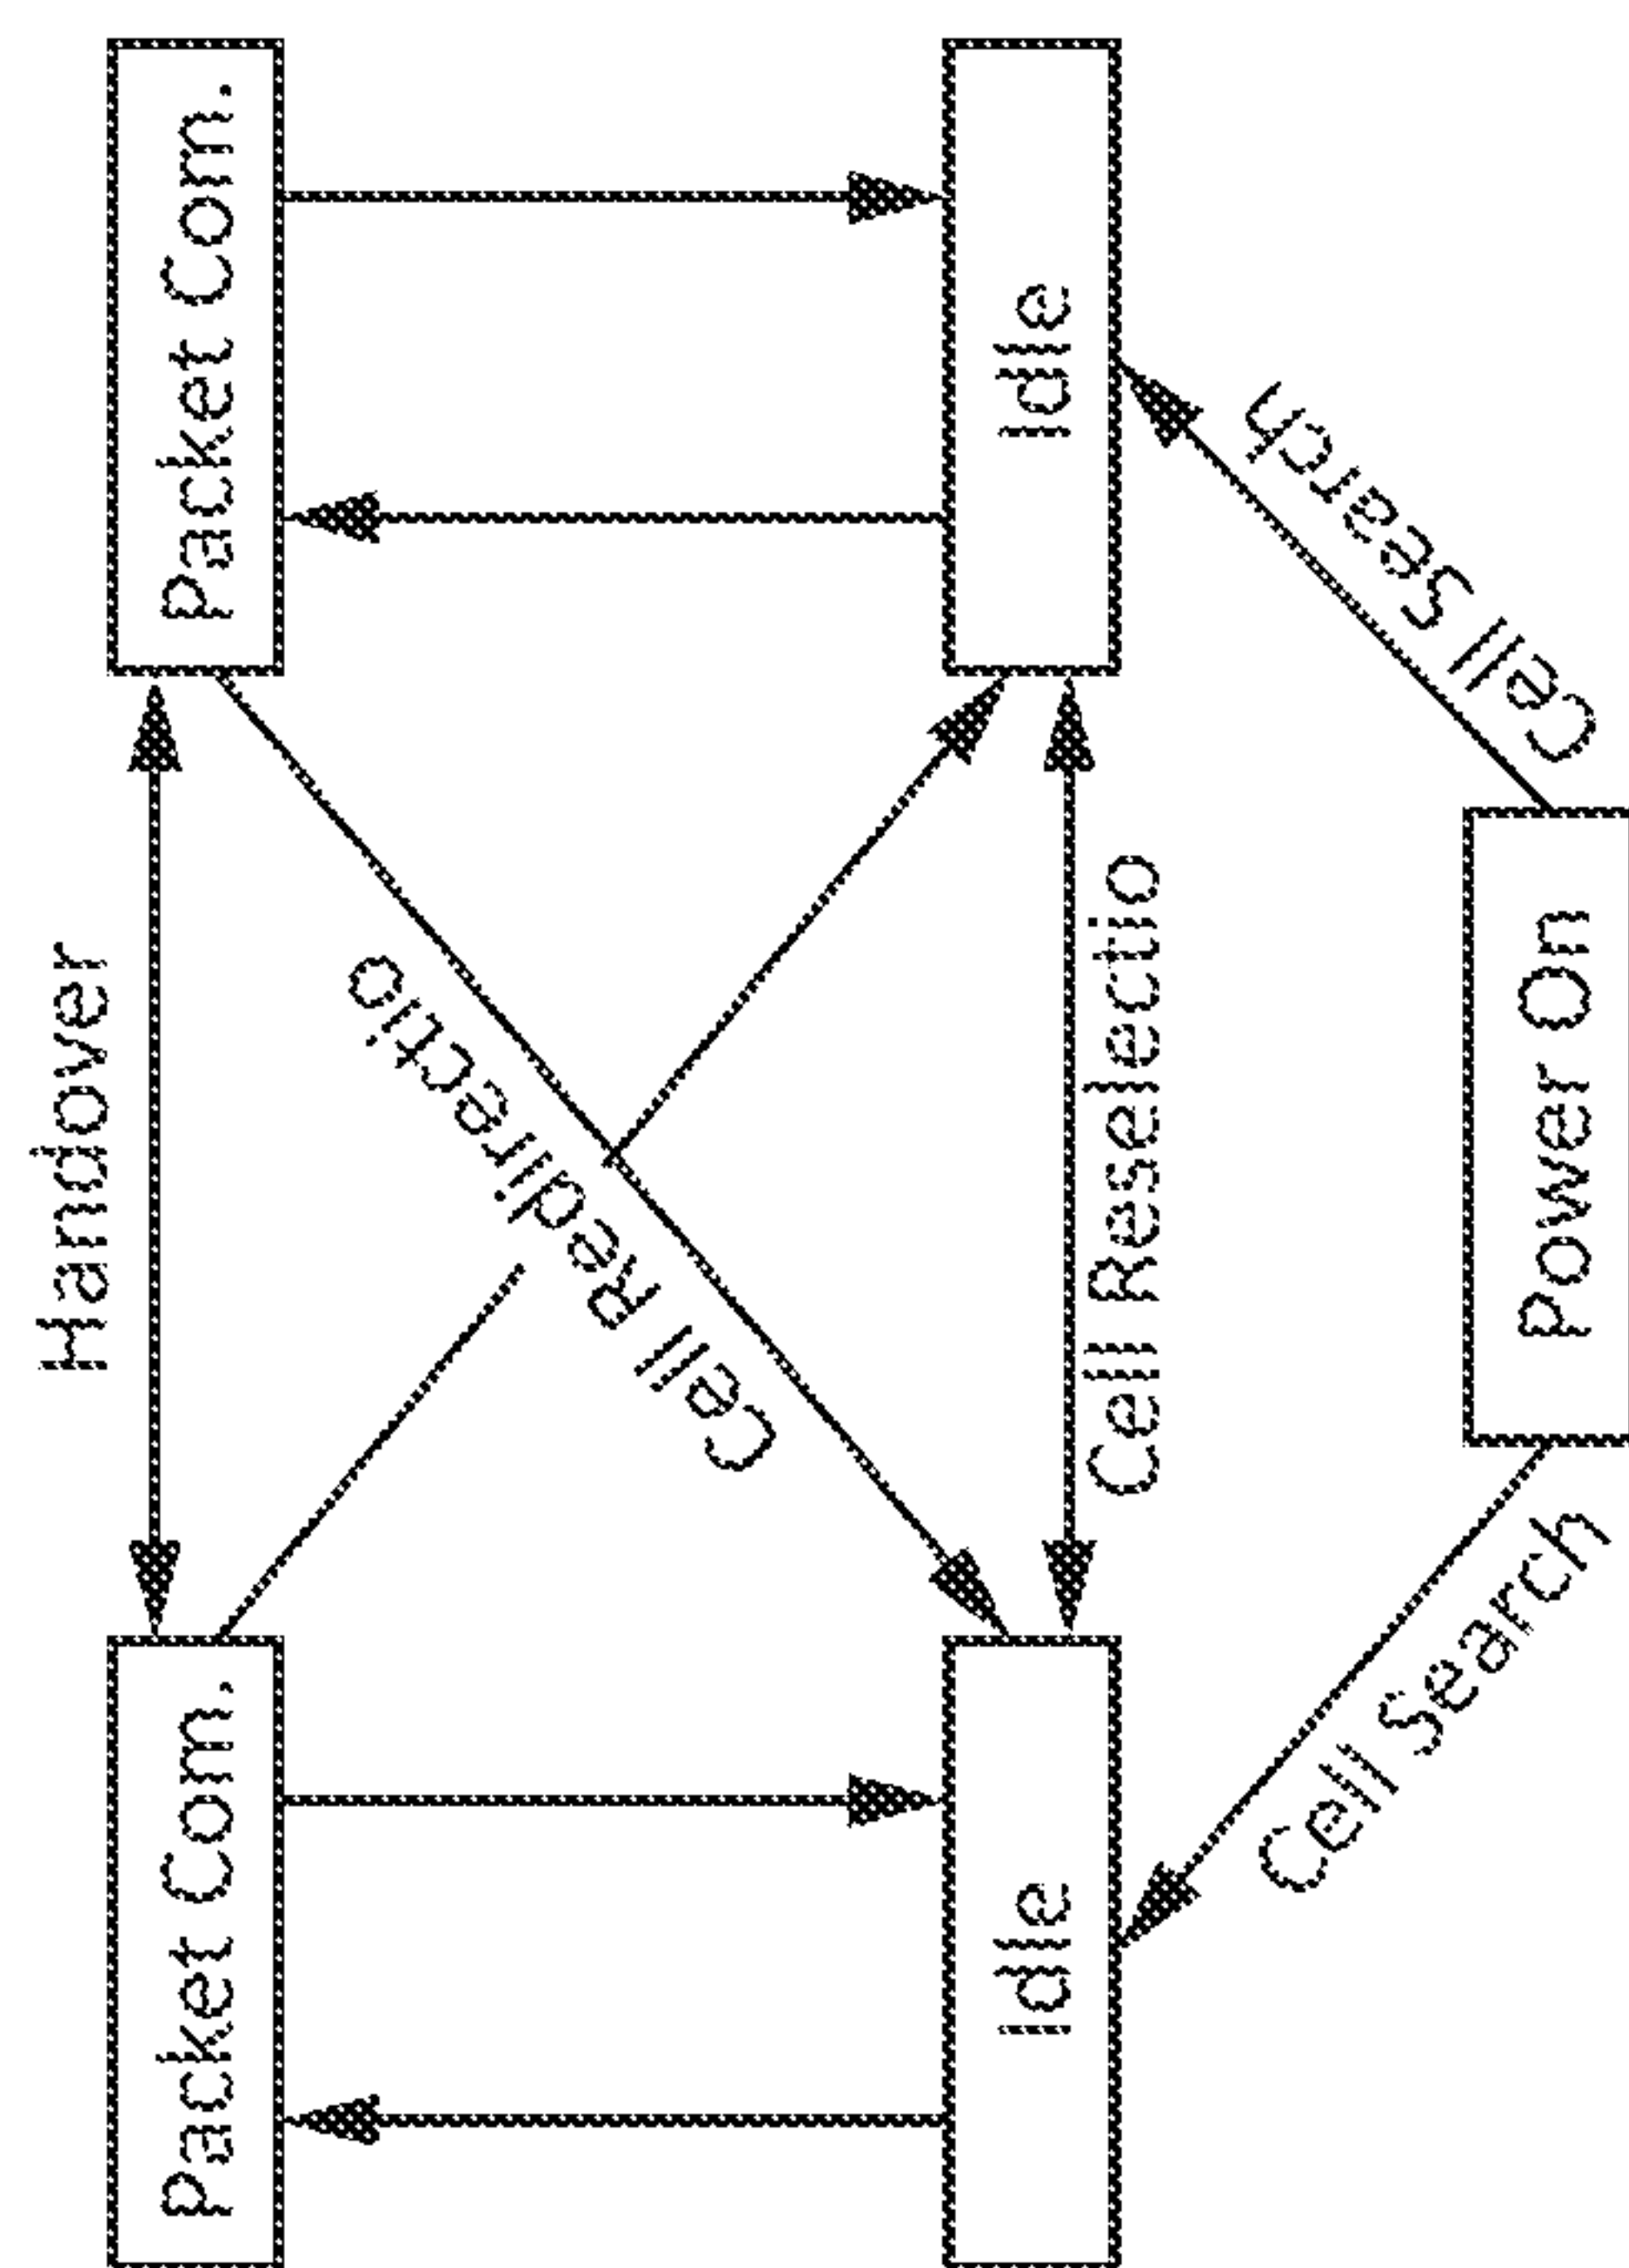 Handover
Packet Com.
Packet Com.
Cell Redirectio
Idle
Idle
Cell Reselectio
Cell Search
Cell Search
Power On